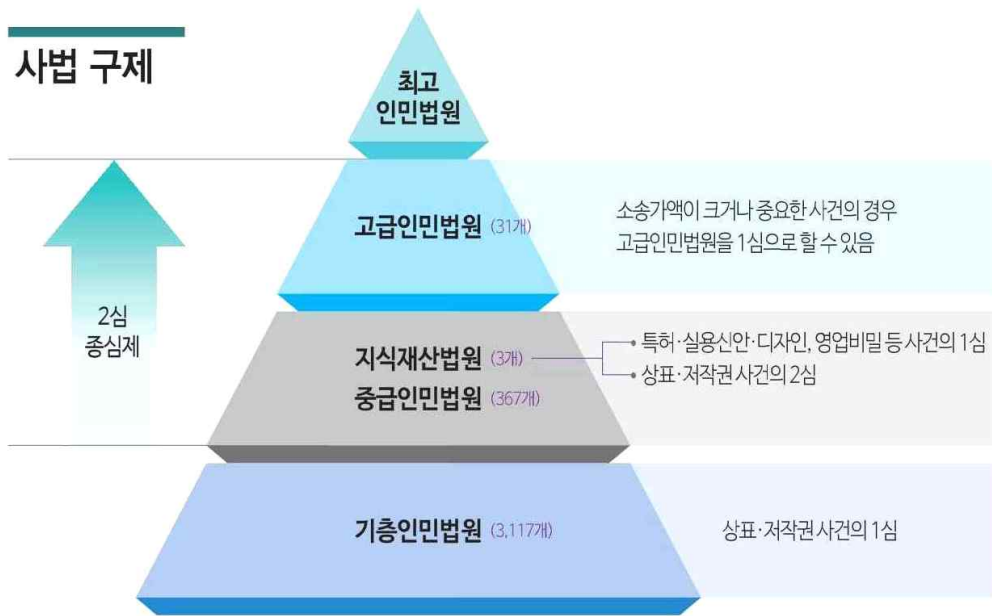 사법 구제
최고
인민법원
고급인민법원 (31개)
소송가액이 크거나 중요한 사건의 경우
고급인민법원을 1심으로 할 수 있음
2심
종심제
지식재산법원 (3개)
특허·실용신안·디자인, 영업비밀 등 사건의 1심
상표·저작권 사건의 2심
중급인민법원 (367개)
기층인민법원 (3,117개)
상표·저작권 사건의 1심